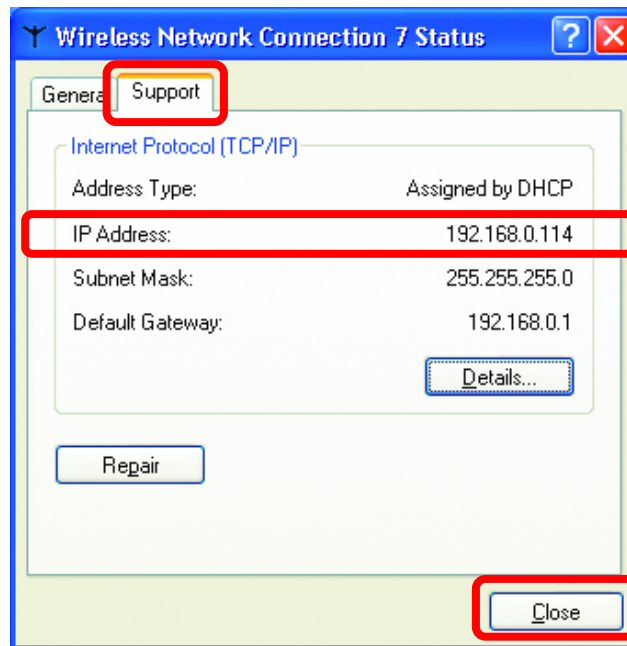 Wireless Network Connection 7 Status
?
General Support
Internet Protocol (TCP/IP)
Address Type: Assigned by DHCP
IP Address: 192.168.0.114
Subnet Mask: 255.255.255.0
Default Gateway: 192.168.0.1
Details...
Repair
Close